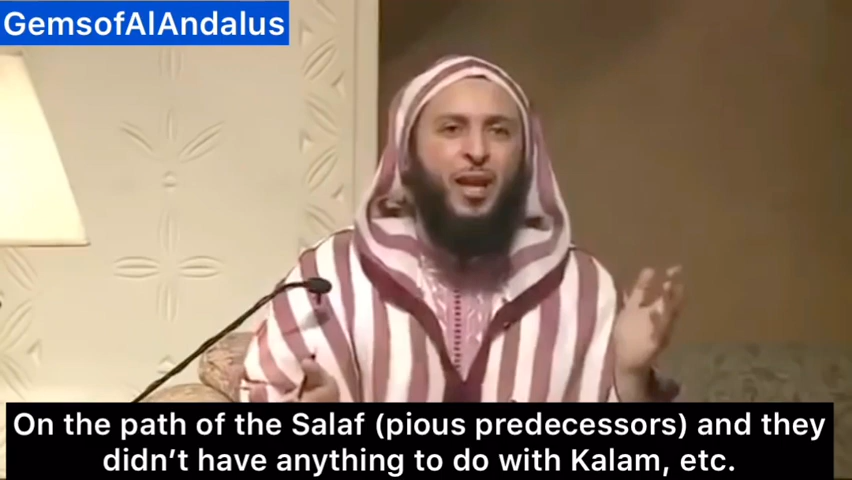 GemsofAlAndalus
On the path of the Salaf (pious predecessors) and they
didn't have anything to do with Kalam, etc.